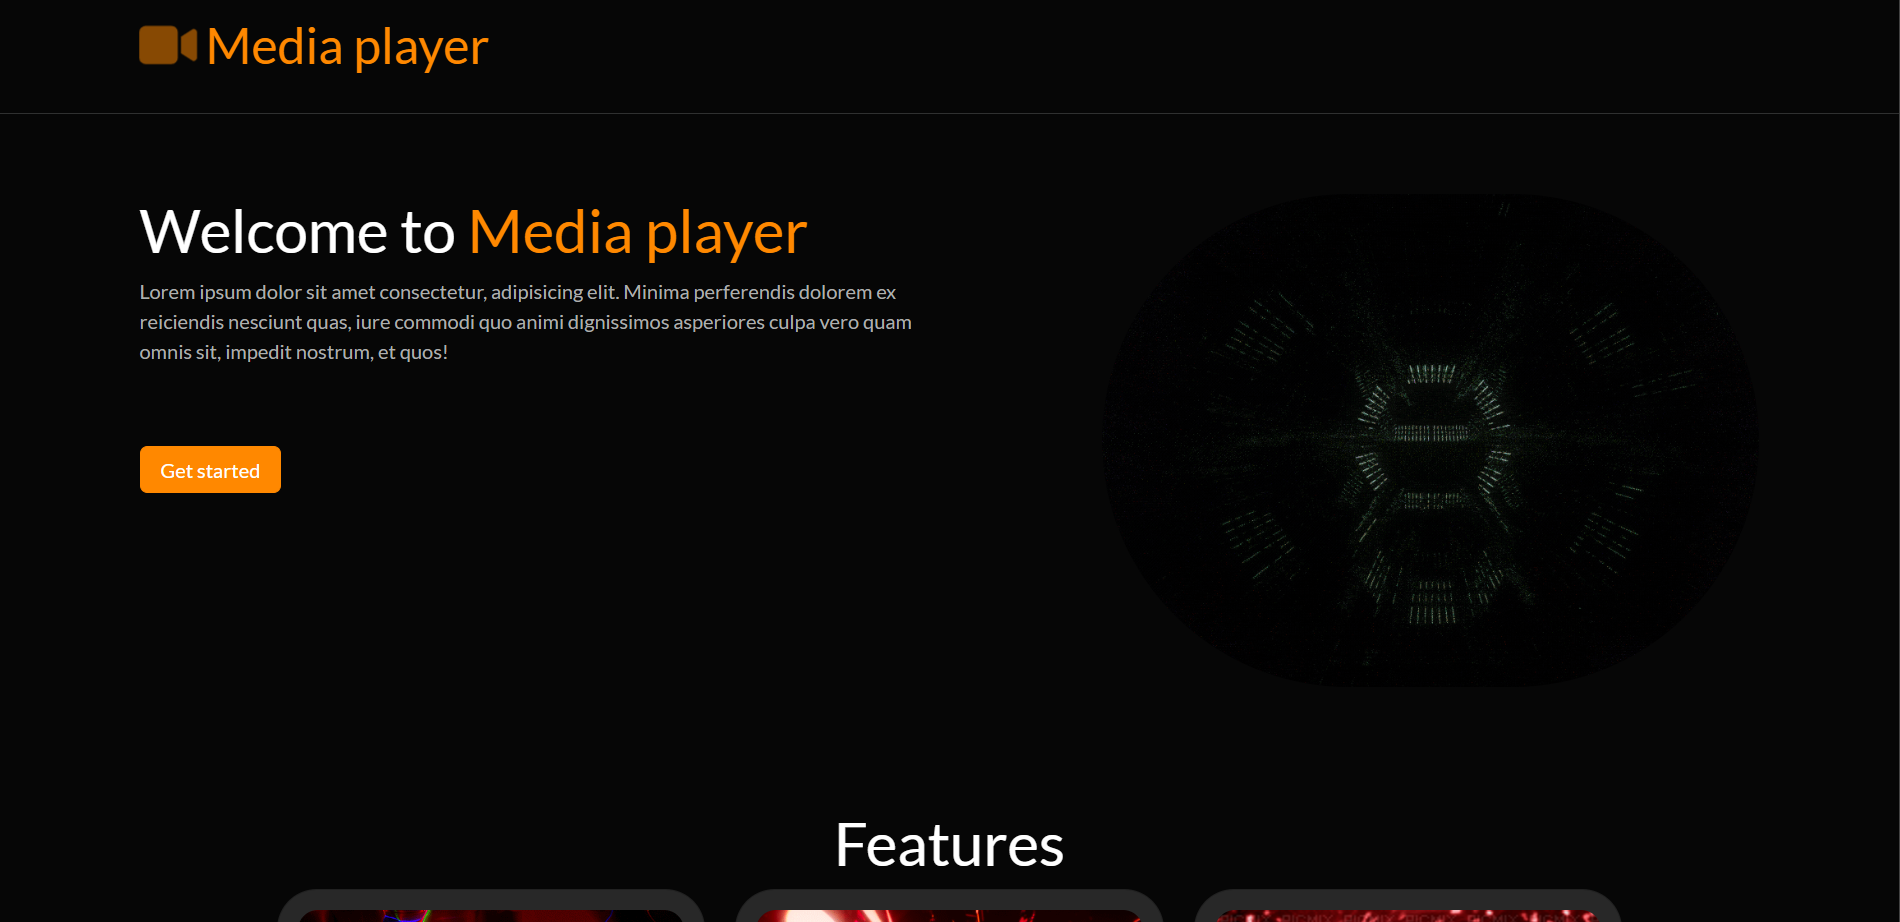 Media player
Welcome to Media player
Lorem ipsum dolor sit amet consectetur, adipisicing elit. Minima perferendis dolorem ex
reiciendis nesciunt quas, iure commodi quo animi dignissimos asperiores culpa vero quam
omnis sit, impedit nostrum, et quos!
Get started
Features